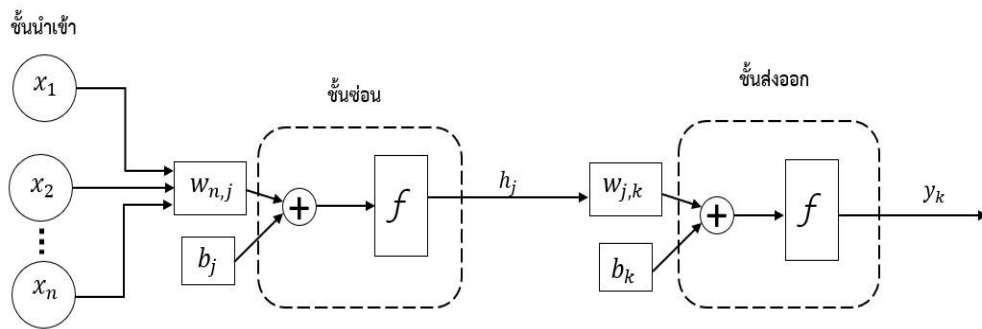 ชั้นนำเข้า
x₁
x₂
xₙ
wₙ,ⱼ
bⱼ
ชั้นซ่อน
+
f
hⱼ
wⱼ,ₖ
bₖ
ชั้นส่งออก
+
f
yₖ